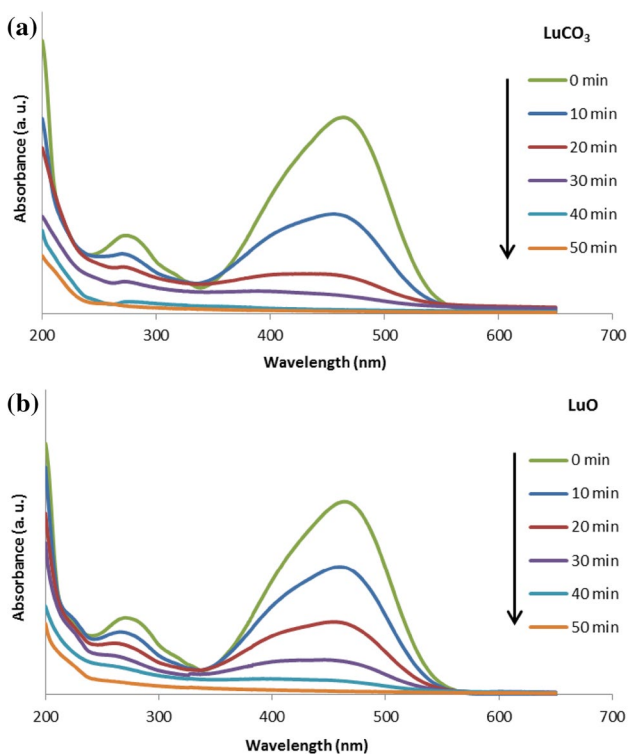 (a)
LuCO3
0 min
10 min
20 min
30 min
40 min
50 min
Absorbance (a. u.)
200 300 400 500 600 700
Wavelength (nm)
(b)
LuO
0 min
10 min
20 min
30 min
40 min
50 min
Absorbance (a. u.)
200 300 400 500 600 700
Wavelength (nm)